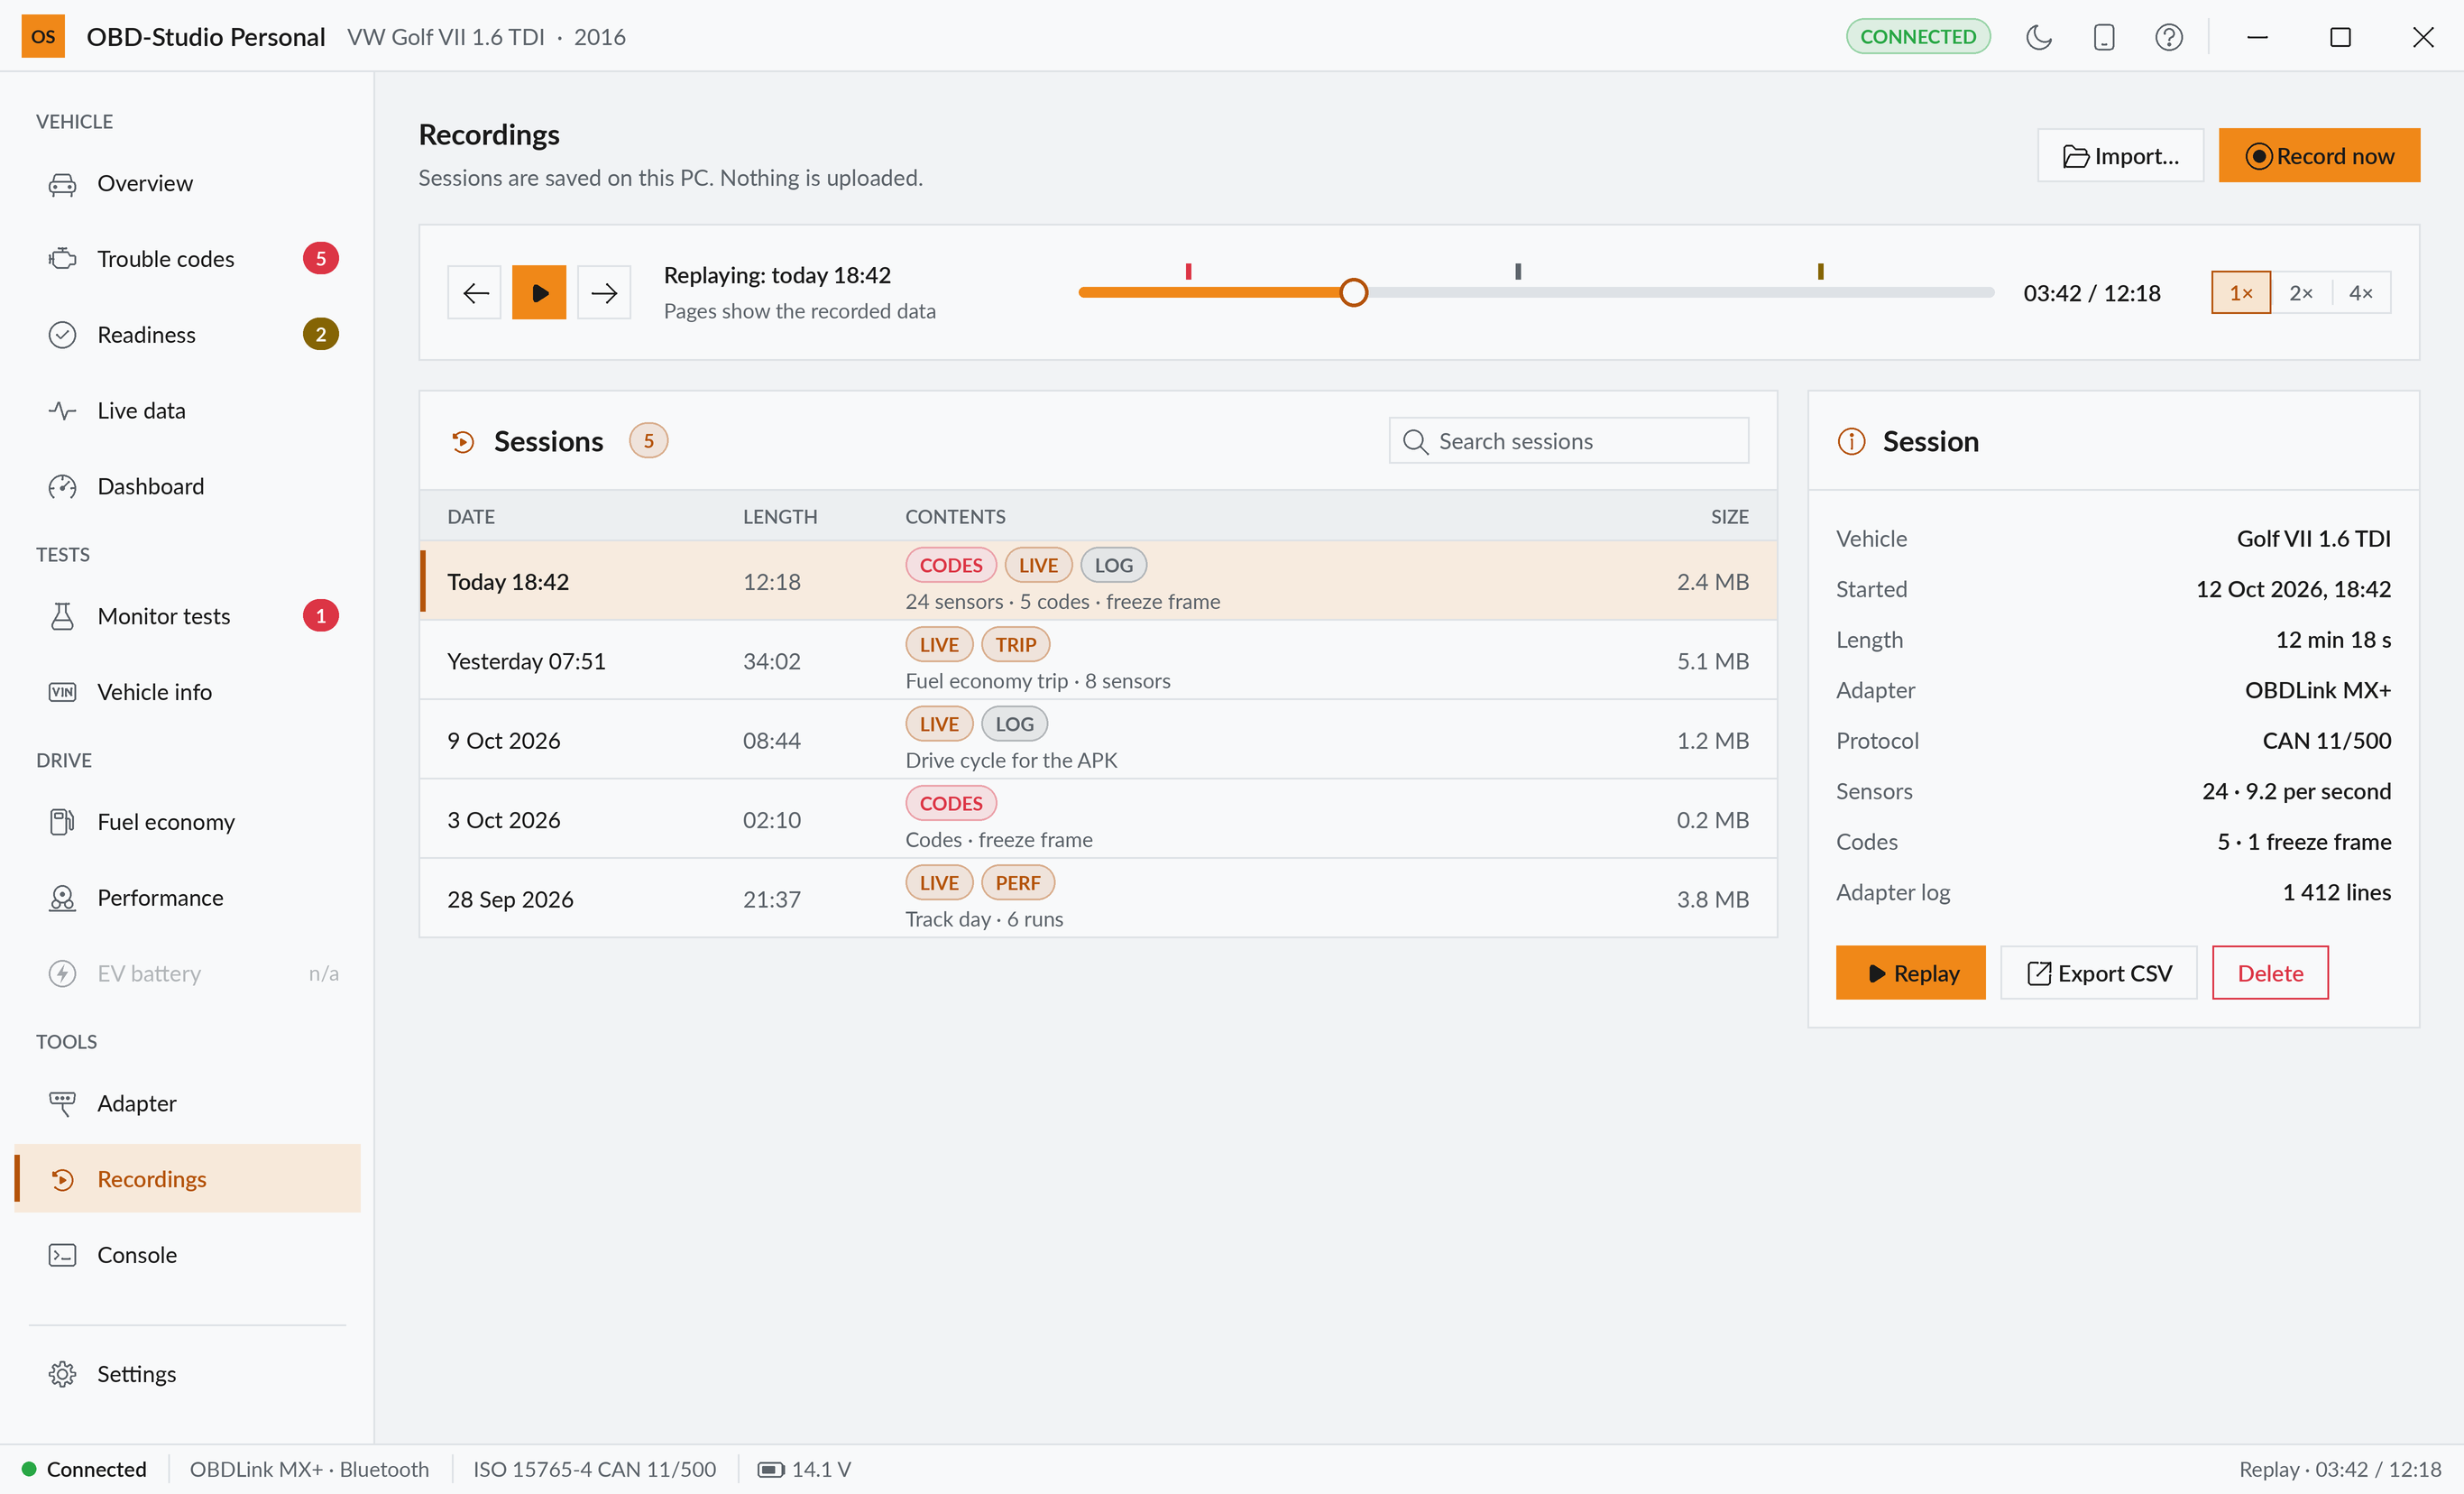 OS OBD-Studio Personal VW Golf VII 1.6 TDI · 2016 CONNECTED
VEHICLE
Overview
Trouble codes 5
Readiness 2
Live data
Dashboard
TESTS
Monitor tests 1
VIN Vehicle info
DRIVE
Fuel economy
Performance
EV battery n/a
TOOLS
Adapter
Recordings
Console
Settings
Recordings
Sessions are saved on this PC. Nothing is uploaded.
Import... Record now
Replaying: today 18:42
Pages show the recorded data
03:42 / 12:18 1× 2× 4×
Sessions 5 Search sessions
DATE LENGTH CONTENTS SIZE
Today 18:42 12:18 CODES LIVE LOG 2.4 MB
24 sensors · 5 codes · freeze frame
Yesterday 07:51 34:02 LIVE TRIP 5.1 MB
Fuel economy trip · 8 sensors
9 Oct 2026 08:44 LIVE LOG 1.2 MB
Drive cycle for the APK
3 Oct 2026 02:10 CODES 0.2 MB
Codes · freeze frame
28 Sep 2026 21:37 LIVE PERF 3.8 MB
Track day · 6 runs
Session
Vehicle Golf VII 1.6 TDI
Started 12 Oct 2026, 18:42
Length 12 min 18 s
Adapter OBDLink MX+
Protocol CAN 11/500
Sensors 24 · 9.2 per second
Codes 5 · 1 freeze frame
Adapter log 1 412 lines
Replay Export CSV Delete
Connected OBDLink MX+ · Bluetooth ISO 15765-4 CAN 11/500 14.1 V Replay · 03:42 / 12:18